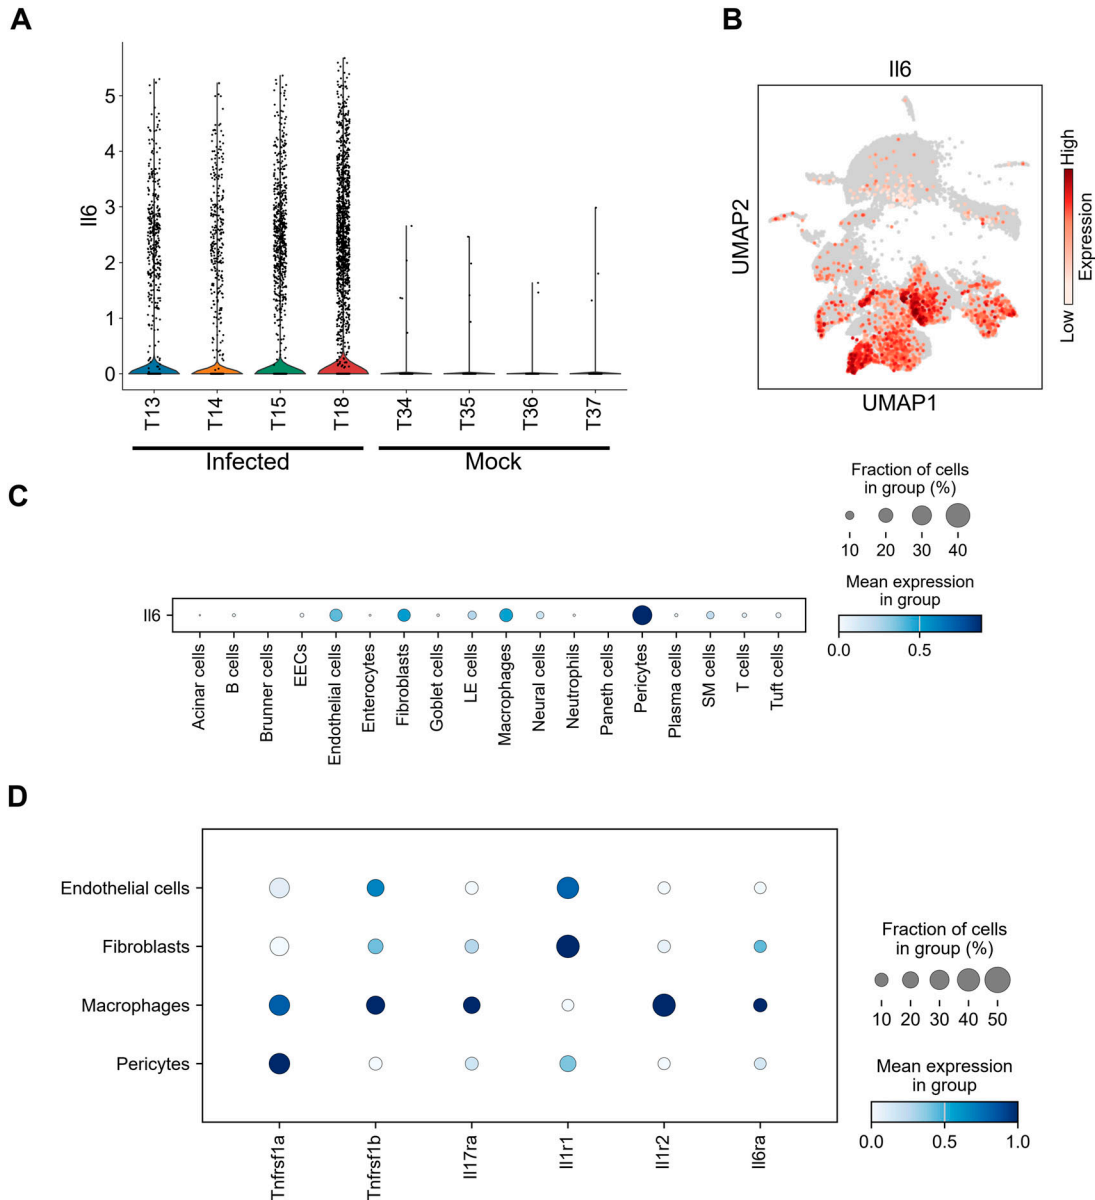 A
Il6
5
4
3
2
1
0
T13
T14
T15
T18
T34
T35
T36
T37
Infected
Mock
B
Il6
UMAP2
UMAP1
High
Expression
Low
C
Fraction of cells
in group (%)
10 20 30 40
Mean expression
in group
0.0 0.5
Il6
Acinar cells
B cells
Brunner cells
EECs
Endothelial cells
Enterocytes
Fibroblasts
Goblet cells
LE cells
Macrophages
Neural cells
Neutrophils
Paneth cells
Pericytes
Plasma cells
SM cells
T cells
Tuft cells
D
Endothelial cells
Fibroblasts
Macrophages
Pericytes
Tnfrsf1a
Tnfrsf1b
Il17ra
Il1r1
Il1r2
Il6ra
Fraction of cells
in group (%)
10 20 30 40 50
Mean expression
in group
0.0 0.5 1.0